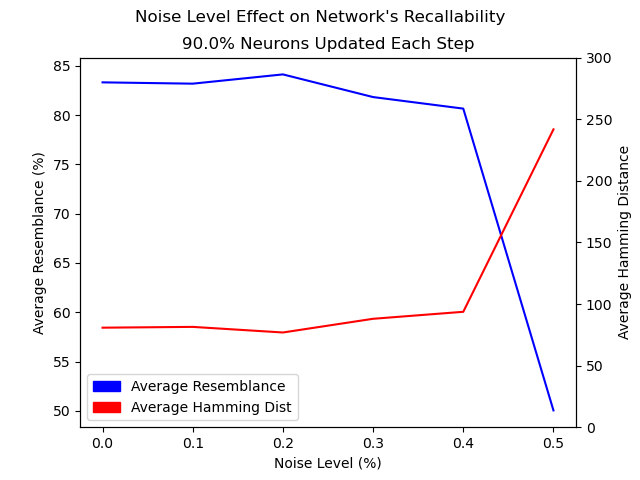 Noise Level Effect on Network's Recallability
90.0% Neurons Updated Each Step
Average Resemblance (%)
85
80
75
70
65
60
55
50
300
250
200
150
100
50
0
Average Hamming Distance
Average Resemblance
Average Hamming Dist
0.0 0.1 0.2 0.3 0.4 0.5
Noise Level (%)